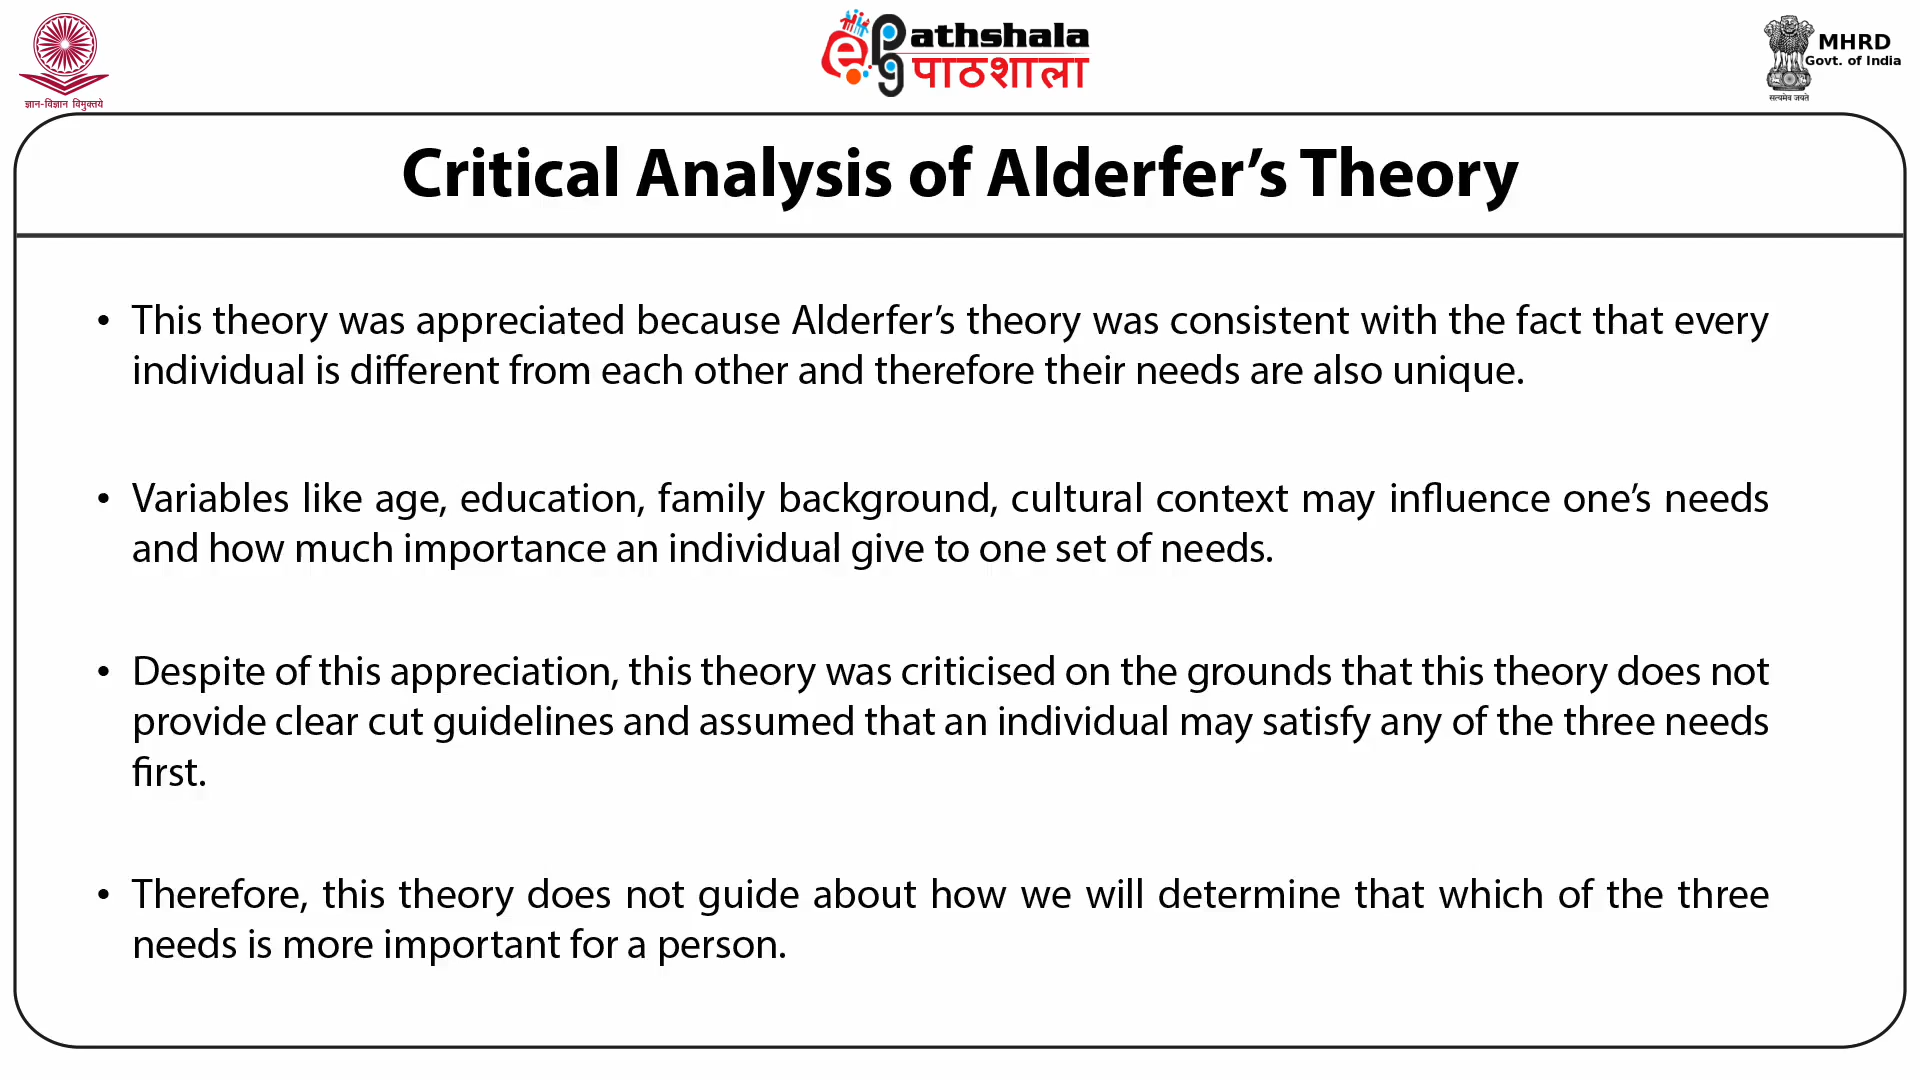 ज्ञान-विज्ञान विमुक्तये
e Pathshala
पाठशाला
MHRD
Govt. of India
सत्यमेव जयते
Critical Analysis of Alderfer’s Theory
• This theory was appreciated because Alderfer’s theory was consistent with the fact that every
individual is different from each other and therefore their needs are also unique.
• Variables like age, education, family background, cultural context may influence one’s needs
and how much importance an individual give to one set of needs.
• Despite of this appreciation, this theory was criticised on the grounds that this theory does not
provide clear cut guidelines and assumed that an individual may satisfy any of the three needs
first.
• Therefore, this theory does not guide about how we will determine that which of the three
needs is more important for a person.